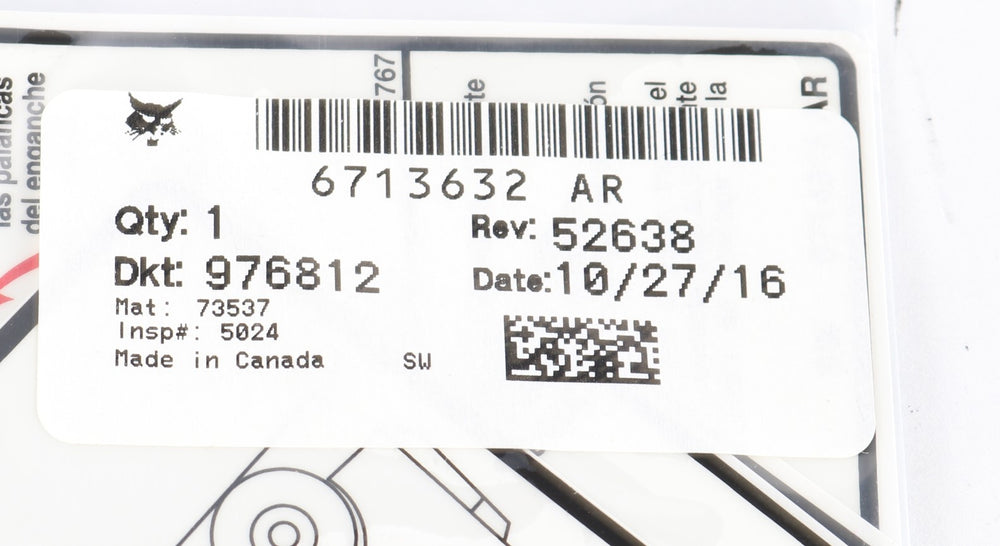 las palancas
del enganche
767
te
ón
el
te
la
AR
6713632 AR
Qty: 1
Rev: 52638
Dkt: 976812
Date:10/27/16
Mat: 73537
Insp#: 5024
Made in Canada
SW